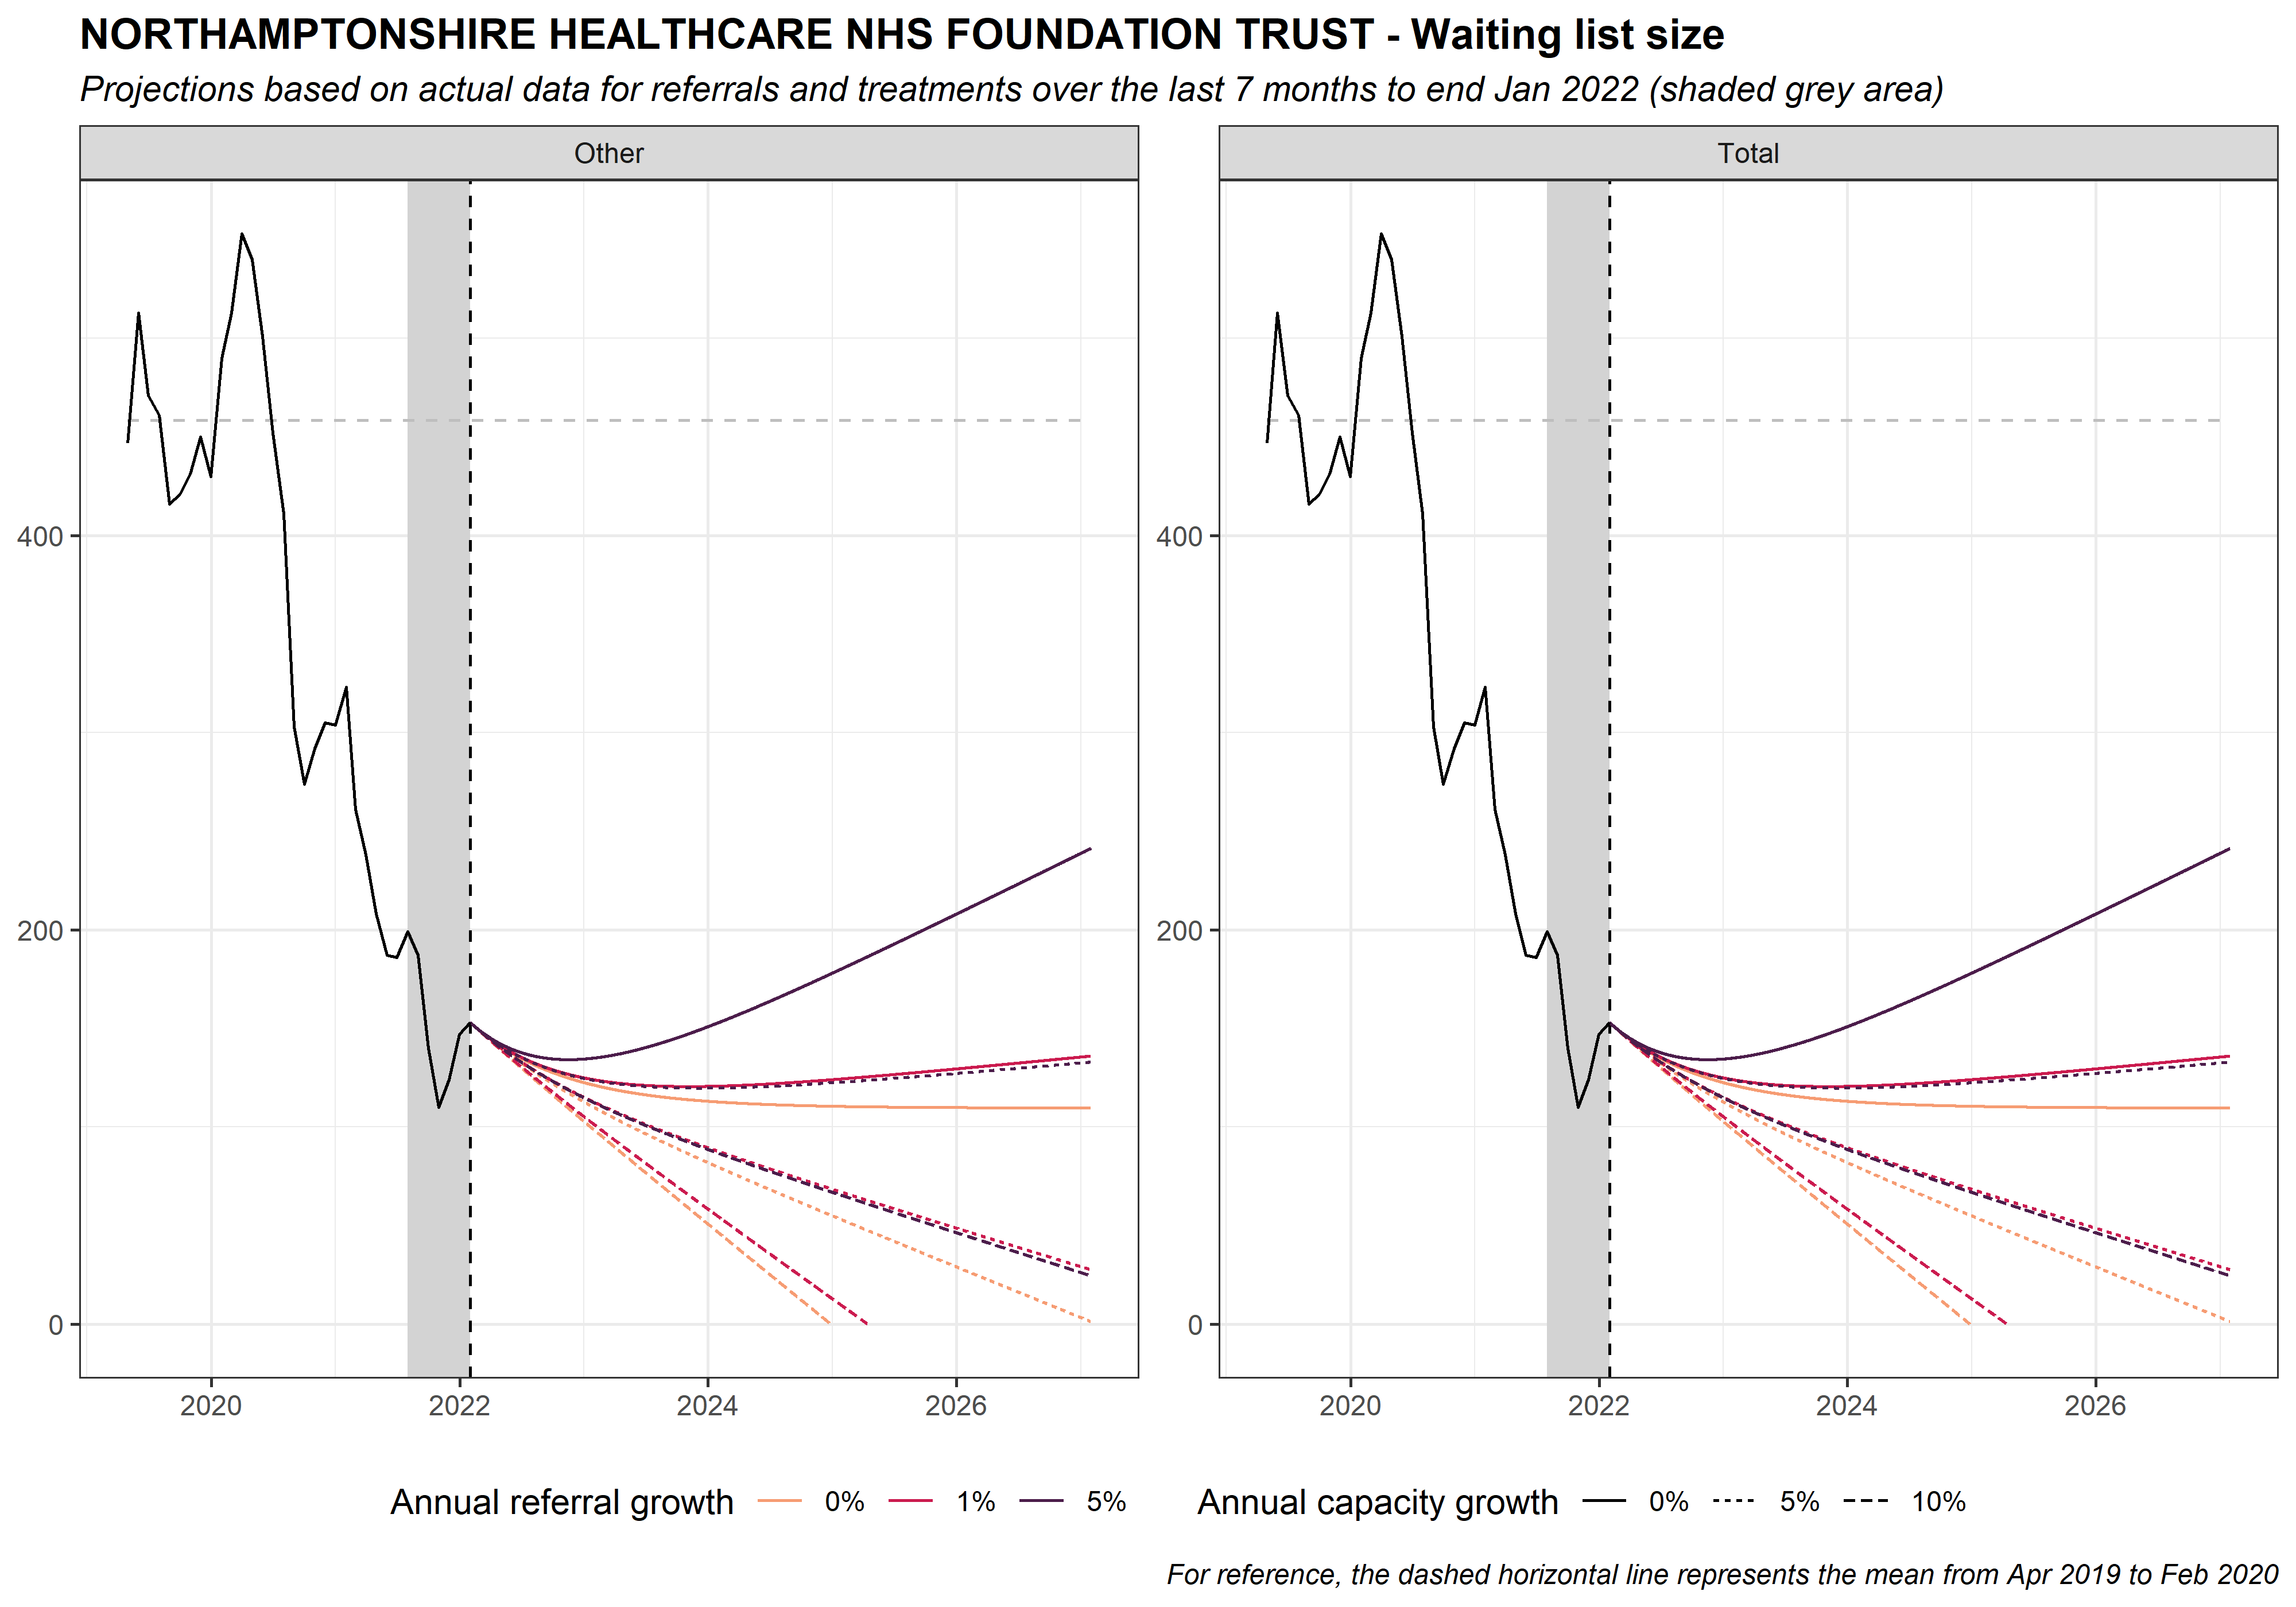 NORTHAMPTONSHIRE HEALTHCARE NHS FOUNDATION TRUST - Waiting list size
Projections based on actual data for referrals and treatments over the last 7 months to end Jan 2022 (shaded grey area)
Other
Total
400
200
0
400
200
0
2020 2022 2024 2026
2020 2022 2024 2026
Annual referral growth 0% 1% 5%
Annual capacity growth 0% 5% 10%
For reference, the dashed horizontal line represents the mean from Apr 2019 to Feb 2020